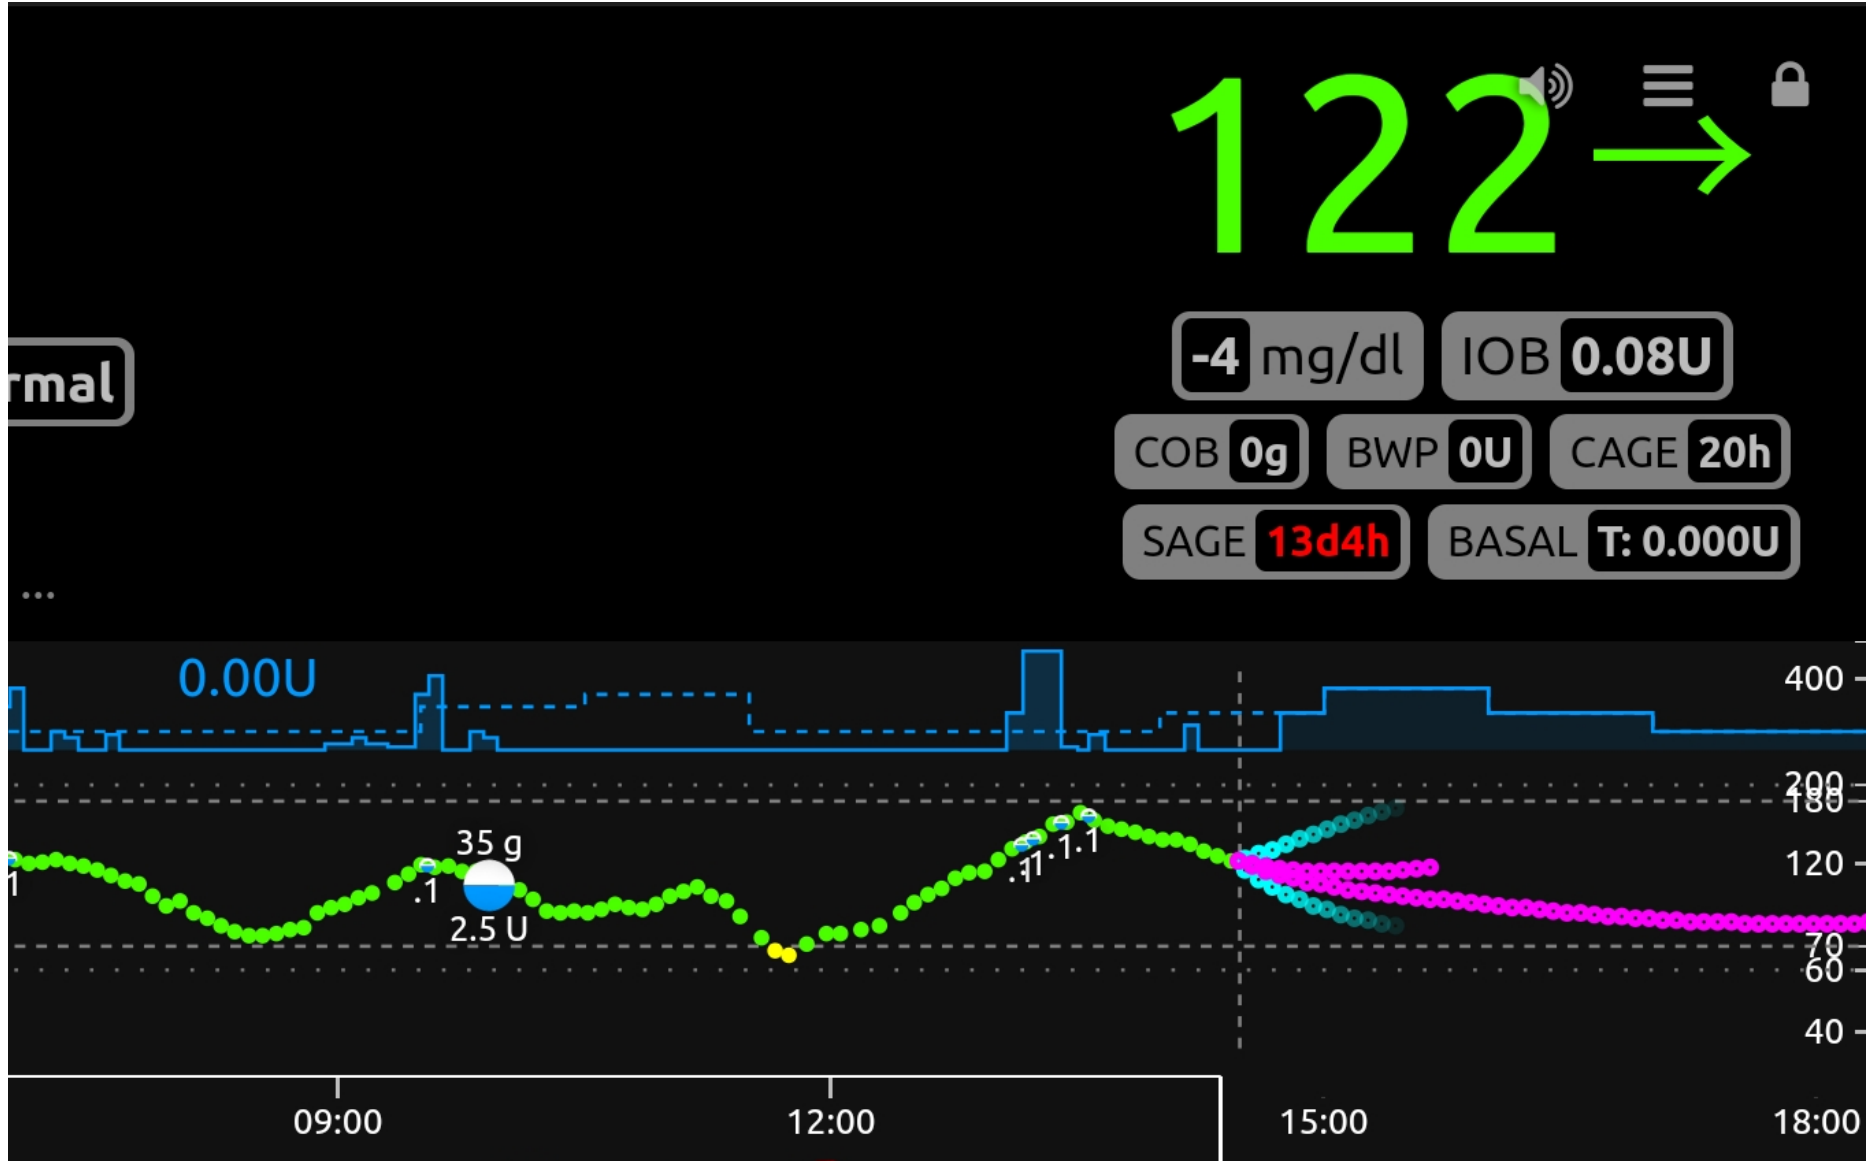 122→
-4 mg/dl IOB 0.08U
rmal
COB 0g BWP 0U CAGE 20h
SAGE 13d4h BASAL T: 0.000U
...
0.00U
400
200
180
35 g
120
1
.1
.1
1
.1
.1
2.5 U
70
60
40
09:00 12:00 15:00 18:00